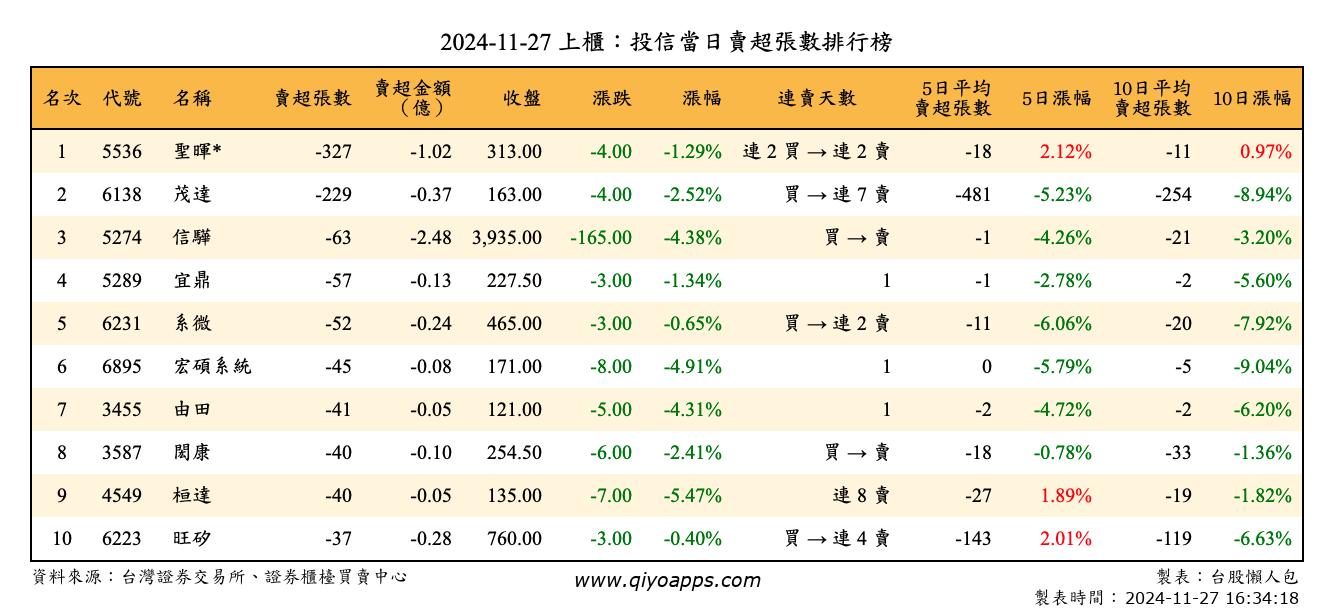 2024-11-27 上櫃：投信當日賣超張數排行榜
名次 代號 名稱 賣超張數 賣超金額（億） 收盤 漲跌 漲幅 連賣天數 5日平均賣超張數 5日漲幅 10日平均賣超張數 10日漲幅
1 5536 聖暉* -327 -1.02 313.00 -4.00 -1.29% 連 2 買 → 連 2 賣 -18 2.12% -11 0.97%
2 6138 茂達 -229 -0.37 163.00 -4.00 -2.52% 買 → 連 7 賣 -481 -5.23% -254 -8.94%
3 5274 信驊 -63 -2.48 3,935.00 -165.00 -4.38% 買 → 賣 -1 -4.26% -21 -3.20%
4 5289 宜鼎 -57 -0.13 227.50 -3.00 -1.34% 1 -1 -2.78% -2 -5.60%
5 6231 系微 -52 -0.24 465.00 -3.00 -0.65% 買 → 連 2 賣 -11 -6.06% -20 -7.92%
6 6895 宏碩系統 -45 -0.08 171.00 -8.00 -4.91% 1 0 -5.79% -5 -9.04%
7 3455 由田 -41 -0.05 121.00 -5.00 -4.31% 1 -2 -4.72% -2 -6.20%
8 3587 閎康 -40 -0.10 254.50 -6.00 -2.41% 買 → 賣 -18 -0.78% -33 -1.36%
9 4549 桓達 -40 -0.05 135.00 -7.00 -5.47% 連 8 賣 -27 1.89% -19 -1.82%
10 6223 旺矽 -37 -0.28 760.00 -3.00 -0.40% 買 → 連 4 賣 -143 2.01% -119 -6.63%
資料來源：台灣證券交易所、證券櫃檯買賣中心 www.qiyoapps.com 製表：台股懶人包
製表時間：2024-11-27 16:34:18